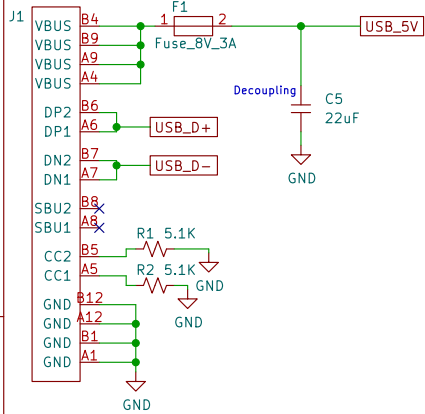 J1
F1
VBUS B4 1 2 USB_5V
VBUS B9 Fuse_8V_3A
VBUS A9
VBUS A4
Decoupling
C5
22uF
GND
DP2 B6
DP1 A6 USB_D+
DN2 B7
DN1 A7 USB_D-
SBU2 B8
SBU1 A8
R1 5.1K
CC2 B5
GND
R2 5.1K
CC1 A5
GND
GND B12
GND A12
GND B1
GND A1
GND